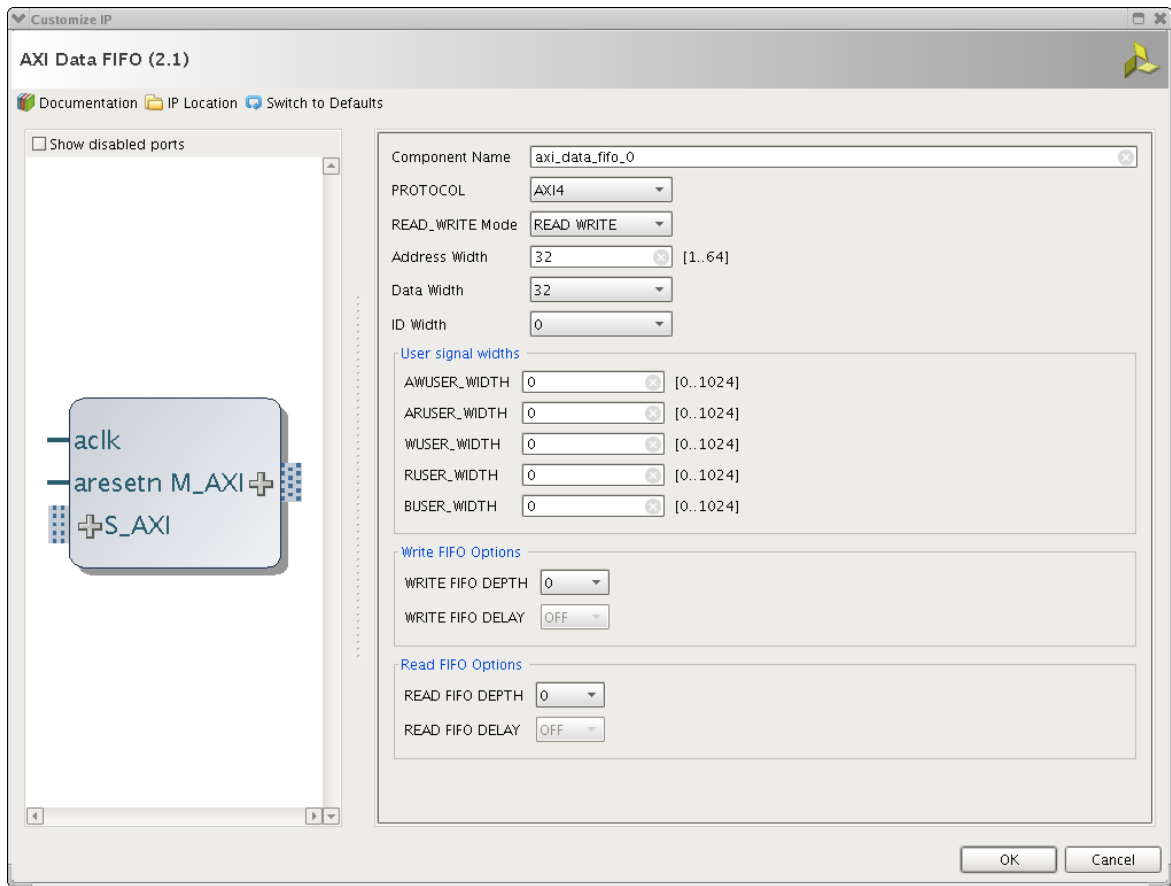 Customize IP
AXI Data FIFO (2.1)
Documentation IP Location Switch to Defaults
Show disabled ports
aclk
aresetn M_AXI
S_AXI
Component Name axi_data_fifo_0
PROTOCOL AXI4
READ_WRITE Mode READ WRITE
Address Width 32 [1..64]
Data Width 32
ID Width 0
User signal widths
AWUSER_WIDTH 0 [0..1024]
ARUSER_WIDTH 0 [0..1024]
WUSER_WIDTH 0 [0..1024]
RUSER_WIDTH 0 [0..1024]
BUSER_WIDTH 0 [0..1024]
Write FIFO Options
WRITE FIFO DEPTH 0
WRITE FIFO DELAY OFF
Read FIFO Options
READ FIFO DEPTH 0
READ FIFO DELAY OFF
OK Cancel